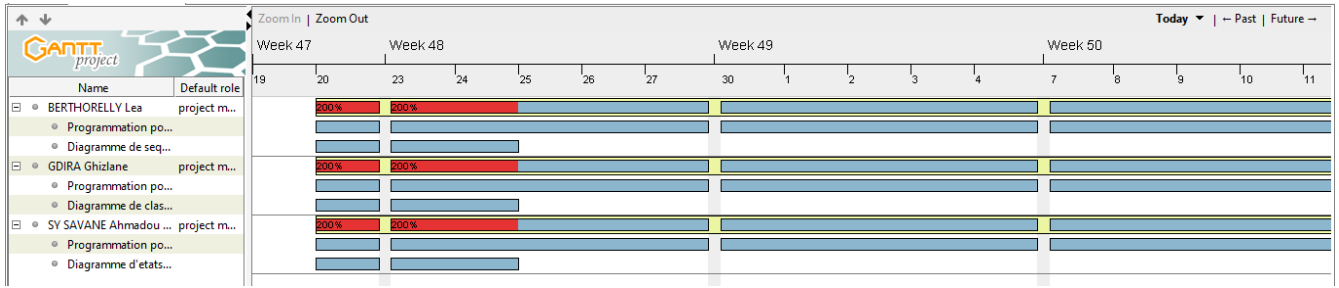 Zoom In | Zoom Out Today ▼ | ←Past | Future→
GANTT project
Week 47 Week 48 Week 49 Week 50
Name Default role
19 20 23 24 25 26 27 30 1 2 3 4 7 8 9 10 11
BERTHORELLY Lea project m... 200% 200%
Programmation po...
Diagramme de seq...
GDIRA Ghizlane project m... 200% 200%
Programmation po...
Diagramme de clas...
SY SAVANE Ahmadou ... project m... 200% 200%
Programmation po...
Diagramme d'etats...